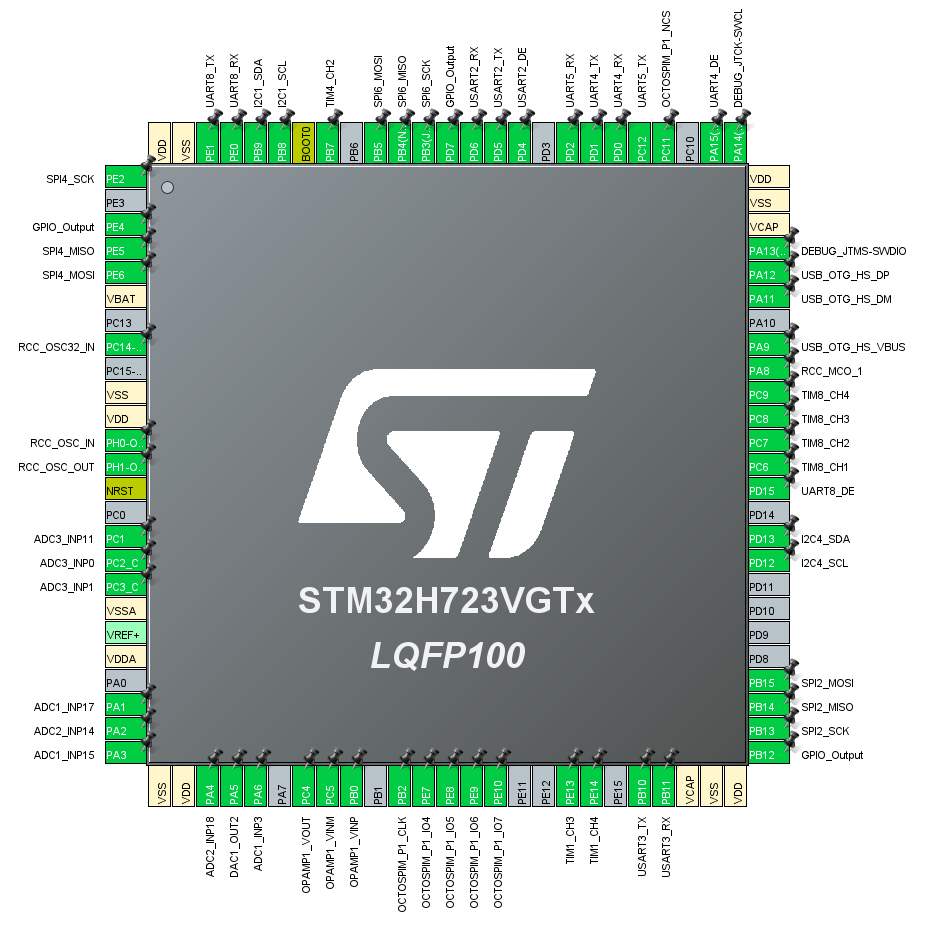 UART8_TX
UART8_RX
I2C1_SDA
I2C1_SCL
TIM4_CH2
SPI6_MOSI
SPI6_MISO
SPI6_SCK
GPIO_Output
USART2_RX
USART2_TX
USART2_DE
UART5_RX
UART4_TX
UART4_RX
UART5_TX
OCTOSPIM_P1_NCS
UART4_DE
DEBUG_JTCK-SWCL
VDD
VSS
PE1
PE0
PB9
PB8
BOOT0
PB7
PB6
PB5
PB4(N..
PB3(J..
PD7
PD6
PD5
PD4
PD3
PD2
PD1
PD0
PC12
PC11
PC10
PA15(..
PA14(..
SPI4_SCK PE2
PE3
GPIO_Output PE4
SPI4_MISO PE5
SPI4_MOSI PE6
VBAT
PC13
RCC_OSC32_IN PC14-..
PC15-..
VSS
VDD
RCC_OSC_IN PH0-O..
RCC_OSC_OUT PH1-O..
NRST
PC0
ADC3_INP11 PC1
ADC3_INP0 PC2_C
ADC3_INP1 PC3_C
VSSA
VREF+
VDDA
PA0
ADC1_INP17 PA1
ADC2_INP14 PA2
ADC1_INP15 PA3
STM32H723VGTx
LQFP100
VDD
VSS
VCAP
PA13(.. DEBUG_JTMS-SWDIO
PA12 USB_OTG_HS_DP
PA11 USB_OTG_HS_DM
PA10
PA9 USB_OTG_HS_VBUS
PA8 RCC_MCO_1
PC9 TIM8_CH4
PC8 TIM8_CH3
PC7 TIM8_CH2
PC6 TIM8_CH1
PD15 UART8_DE
PD14
PD13 I2C4_SDA
PD12 I2C4_SCL
PD11
PD10
PD9
PD8
PB15 SPI2_MOSI
PB14 SPI2_MISO
PB13 SPI2_SCK
PB12 GPIO_Output
VSS
VDD
PA4
PA5
PA6
PA7
PC4
PC5
PB0
PB1
PB2
PE7
PE8
PE9
PE10
PE11
PE12
PE13
PE14
PE15
PB10
PB11
VCAP
VSS
VDD
ADC2_INP18
DAC1_OUT2
ADC1_INP3
OPAMP1_VOUT
OPAMP1_VINM
OPAMP1_VINP
OCTOSPIM_P1_CLK
OCTOSPIM_P1_IO4
OCTOSPIM_P1_IO5
OCTOSPIM_P1_IO6
OCTOSPIM_P1_IO7
TIM1_CH3
TIM1_CH4
USART3_TX
USART3_RX